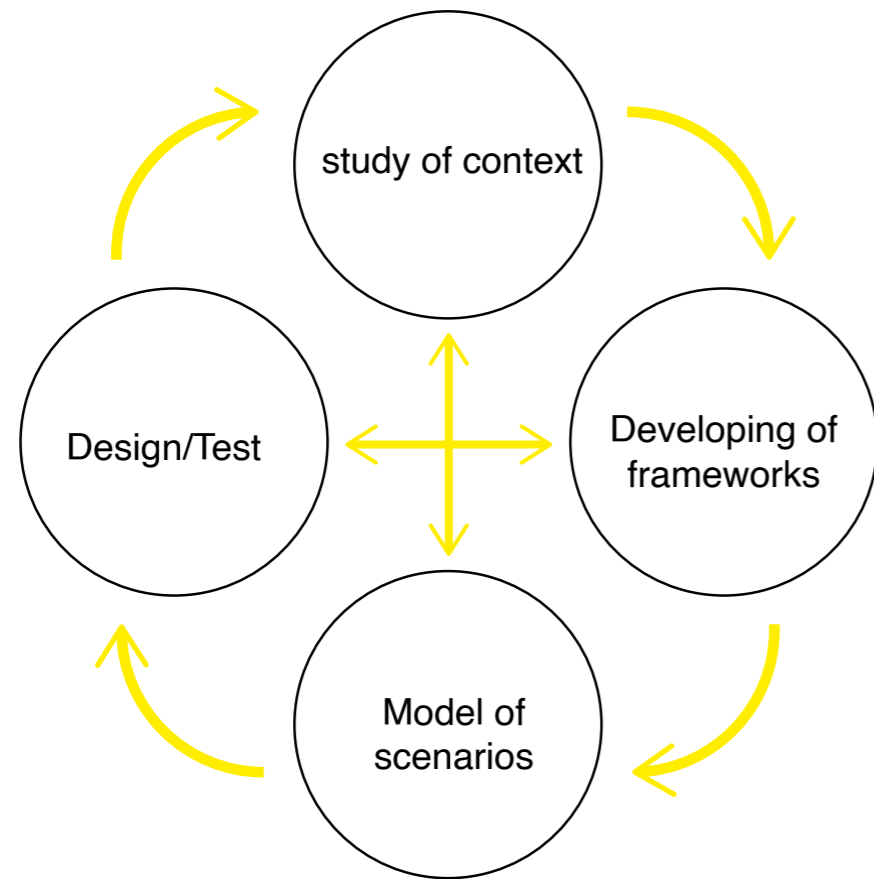 study of context
Developing of
frameworks
Model of
scenarios
Design/Test